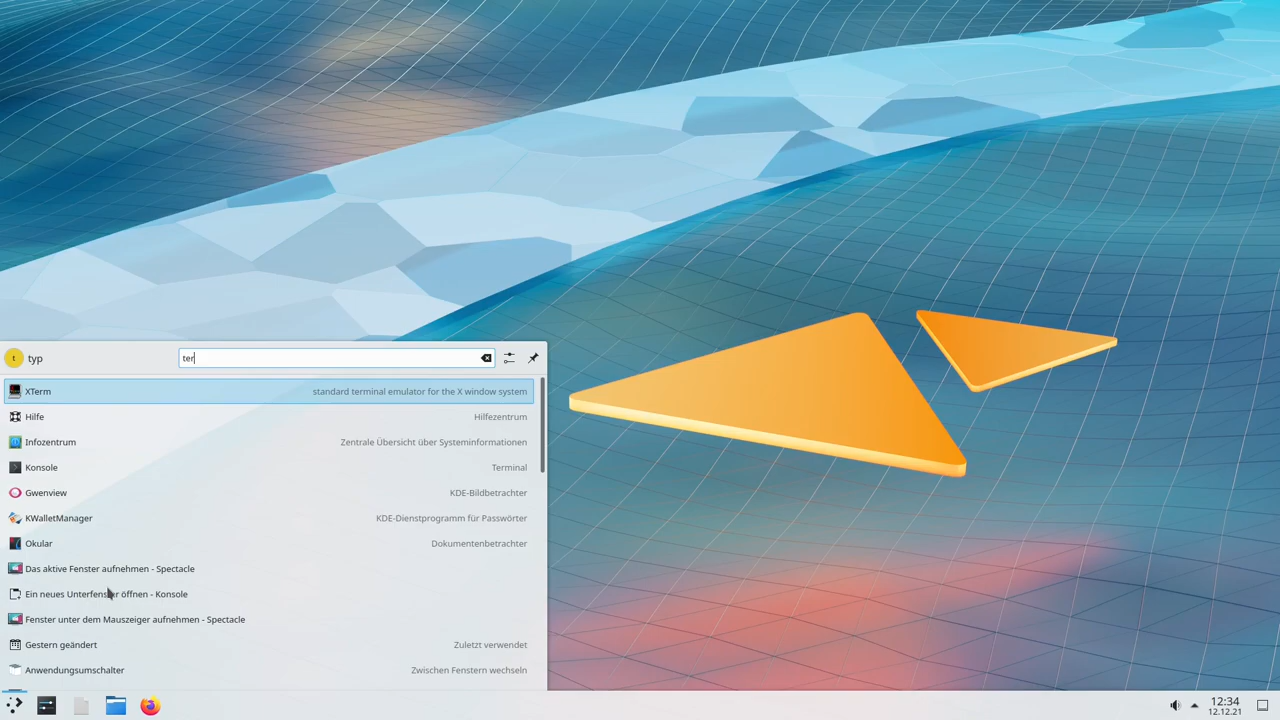 t typ ter
XTerm standard terminal emulator for the X window system
Hilfe Hilfezentrum
Infozentrum Zentrale Übersicht über Systeminformationen
Konsole Terminal
Gwenview KDE-Bildbetrachter
KWalletManager KDE-Dienstprogramm für Passwörter
Okular Dokumentenbetrachter
Das aktive Fenster aufnehmen - Spectacle
Ein neues Unterfenster öffnen - Konsole
Fenster unter dem Mauszeiger aufnehmen - Spectacle
Gestern geändert Zuletzt verwendet
Anwendungsumschalter Zwischen Fenstern wechseln
12:34
12.12.21